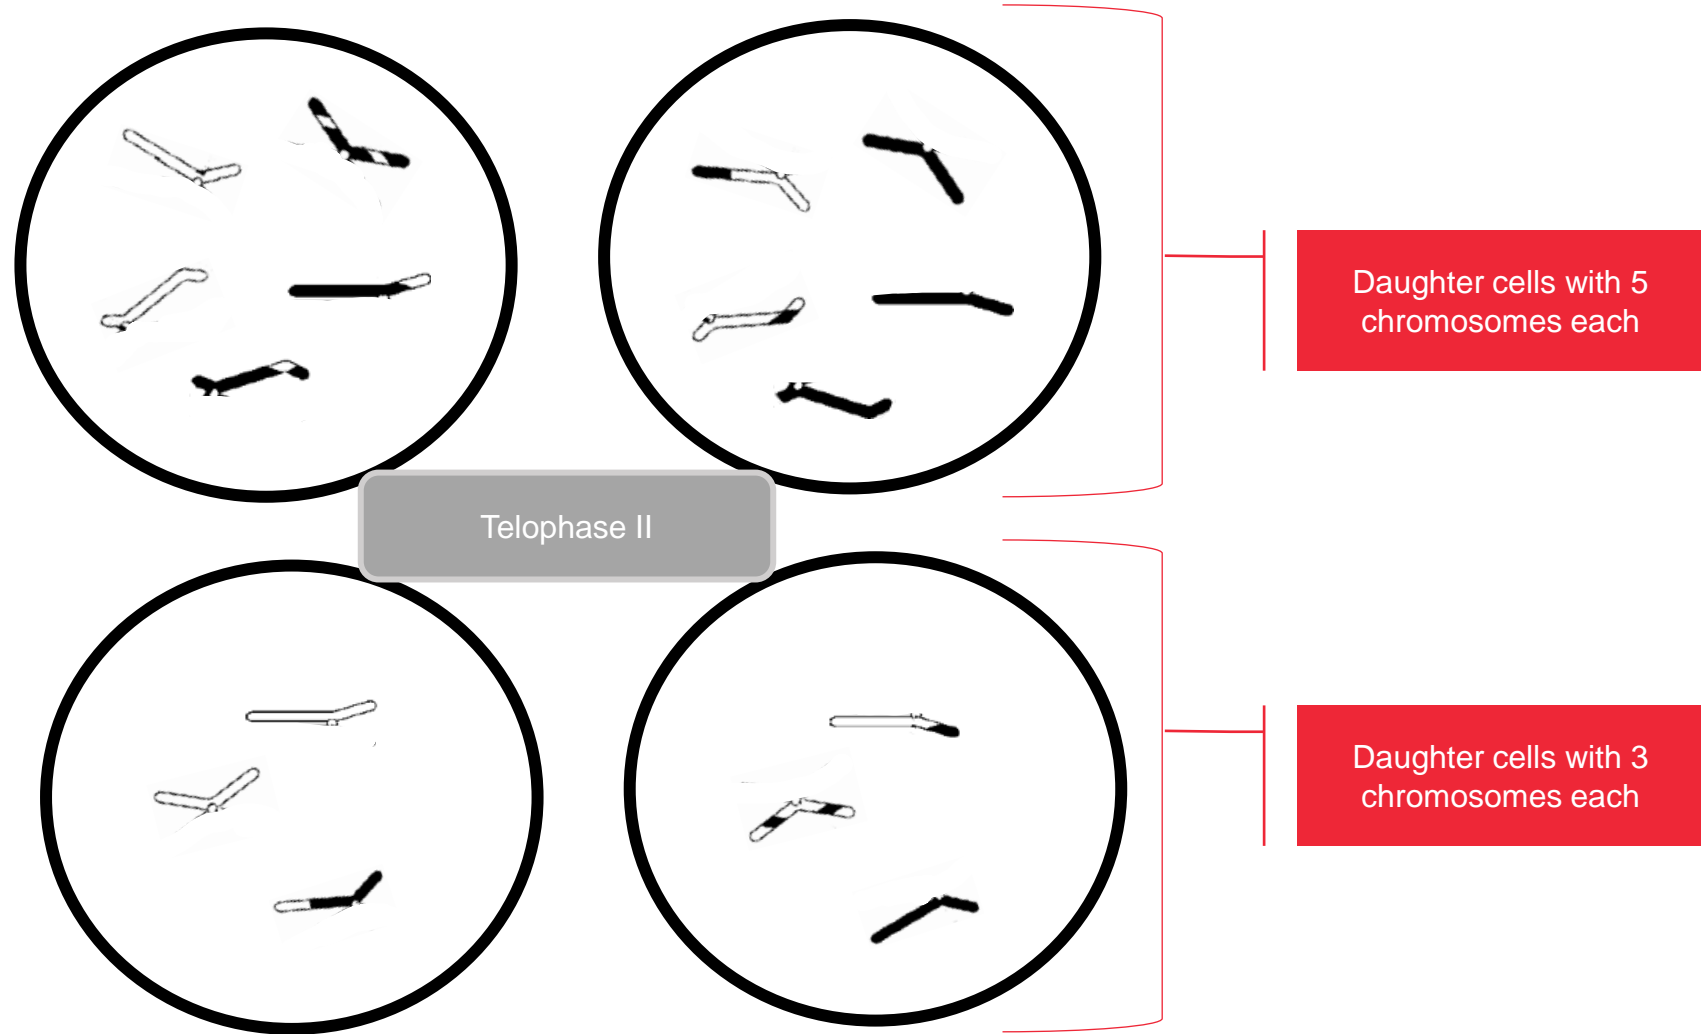 Daughter cells with 5
chromosomes each
Telophase II
Daughter cells with 3
chromosomes each